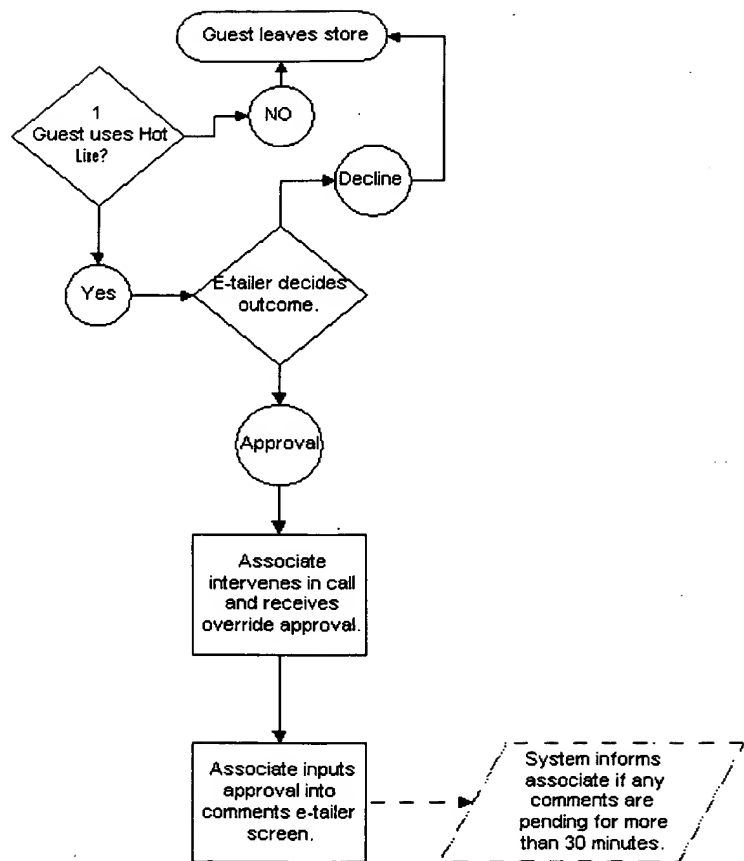 Guest leaves store
1
Guest uses Hot
Line?
NO
Decline
Yes
E-tailer decides
outcome.
Approval
Associate
intervenes in call
and receives
override approval.
Associate inputs
approval into
comments e-tailer
screen.
System informs
associate if any
comments are
pending for more
than 30 minutes.